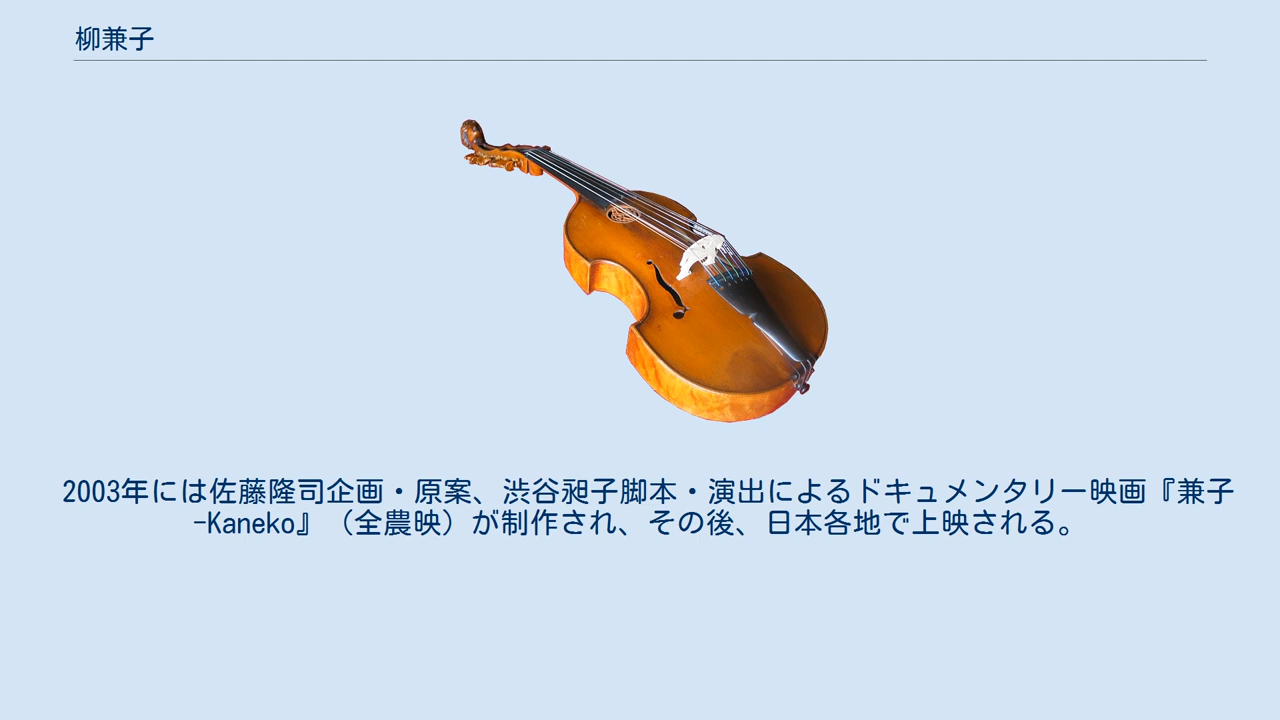 柳兼子
2003年には佐藤隆司企画・原案、渋谷昶子脚本・演出によるドキュメンタリー映画『兼子
-Kaneko』（全農映）が制作され、その後、日本各地で上映される。